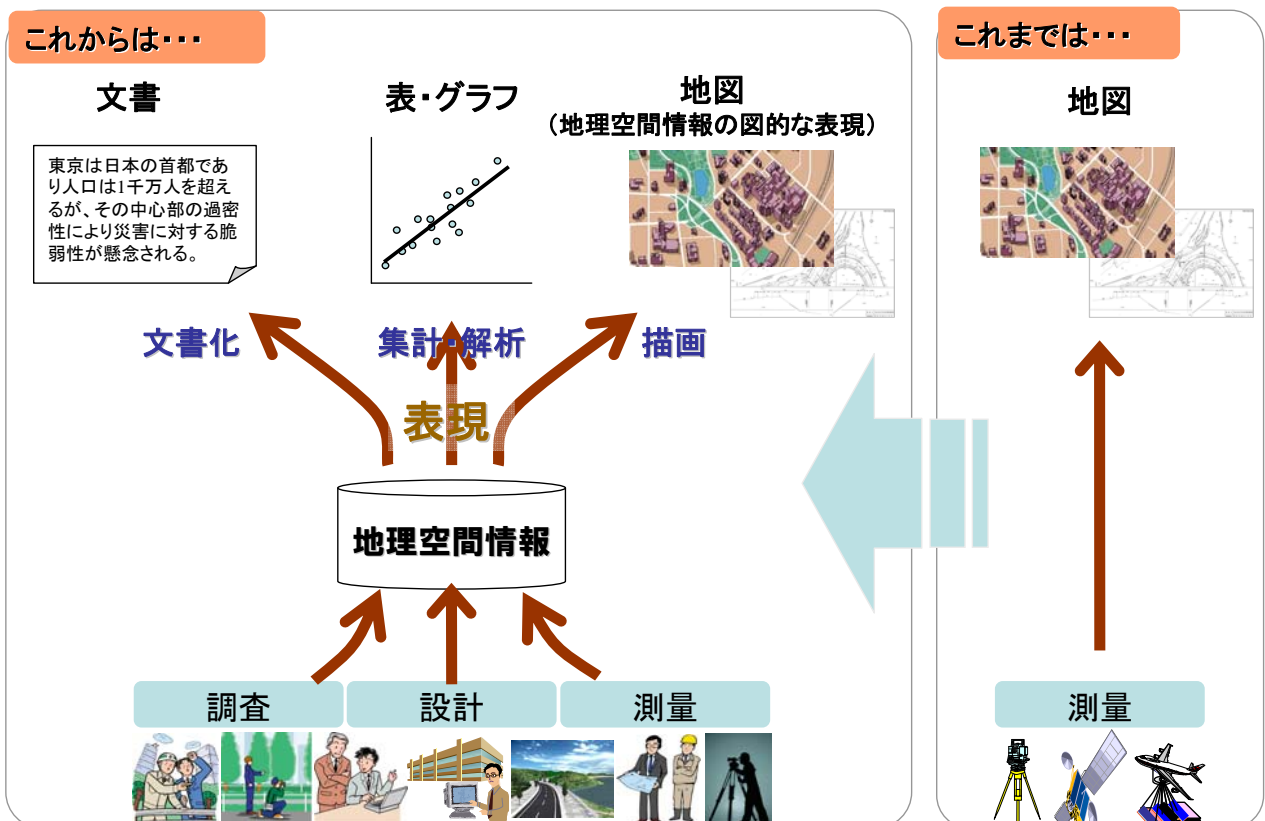 これからは・・・
文書
表・グラフ
地図
（地理空間情報の図的な表現）
東京は日本の首都であ
り人口は1千万人を超え
るが、その中心部の過密
性により災害に対する脆
弱性が懸念される。
文書化
集計・解析
描画
表現
地理空間情報
調査
設計
測量
これまでは・・・
地図
測量